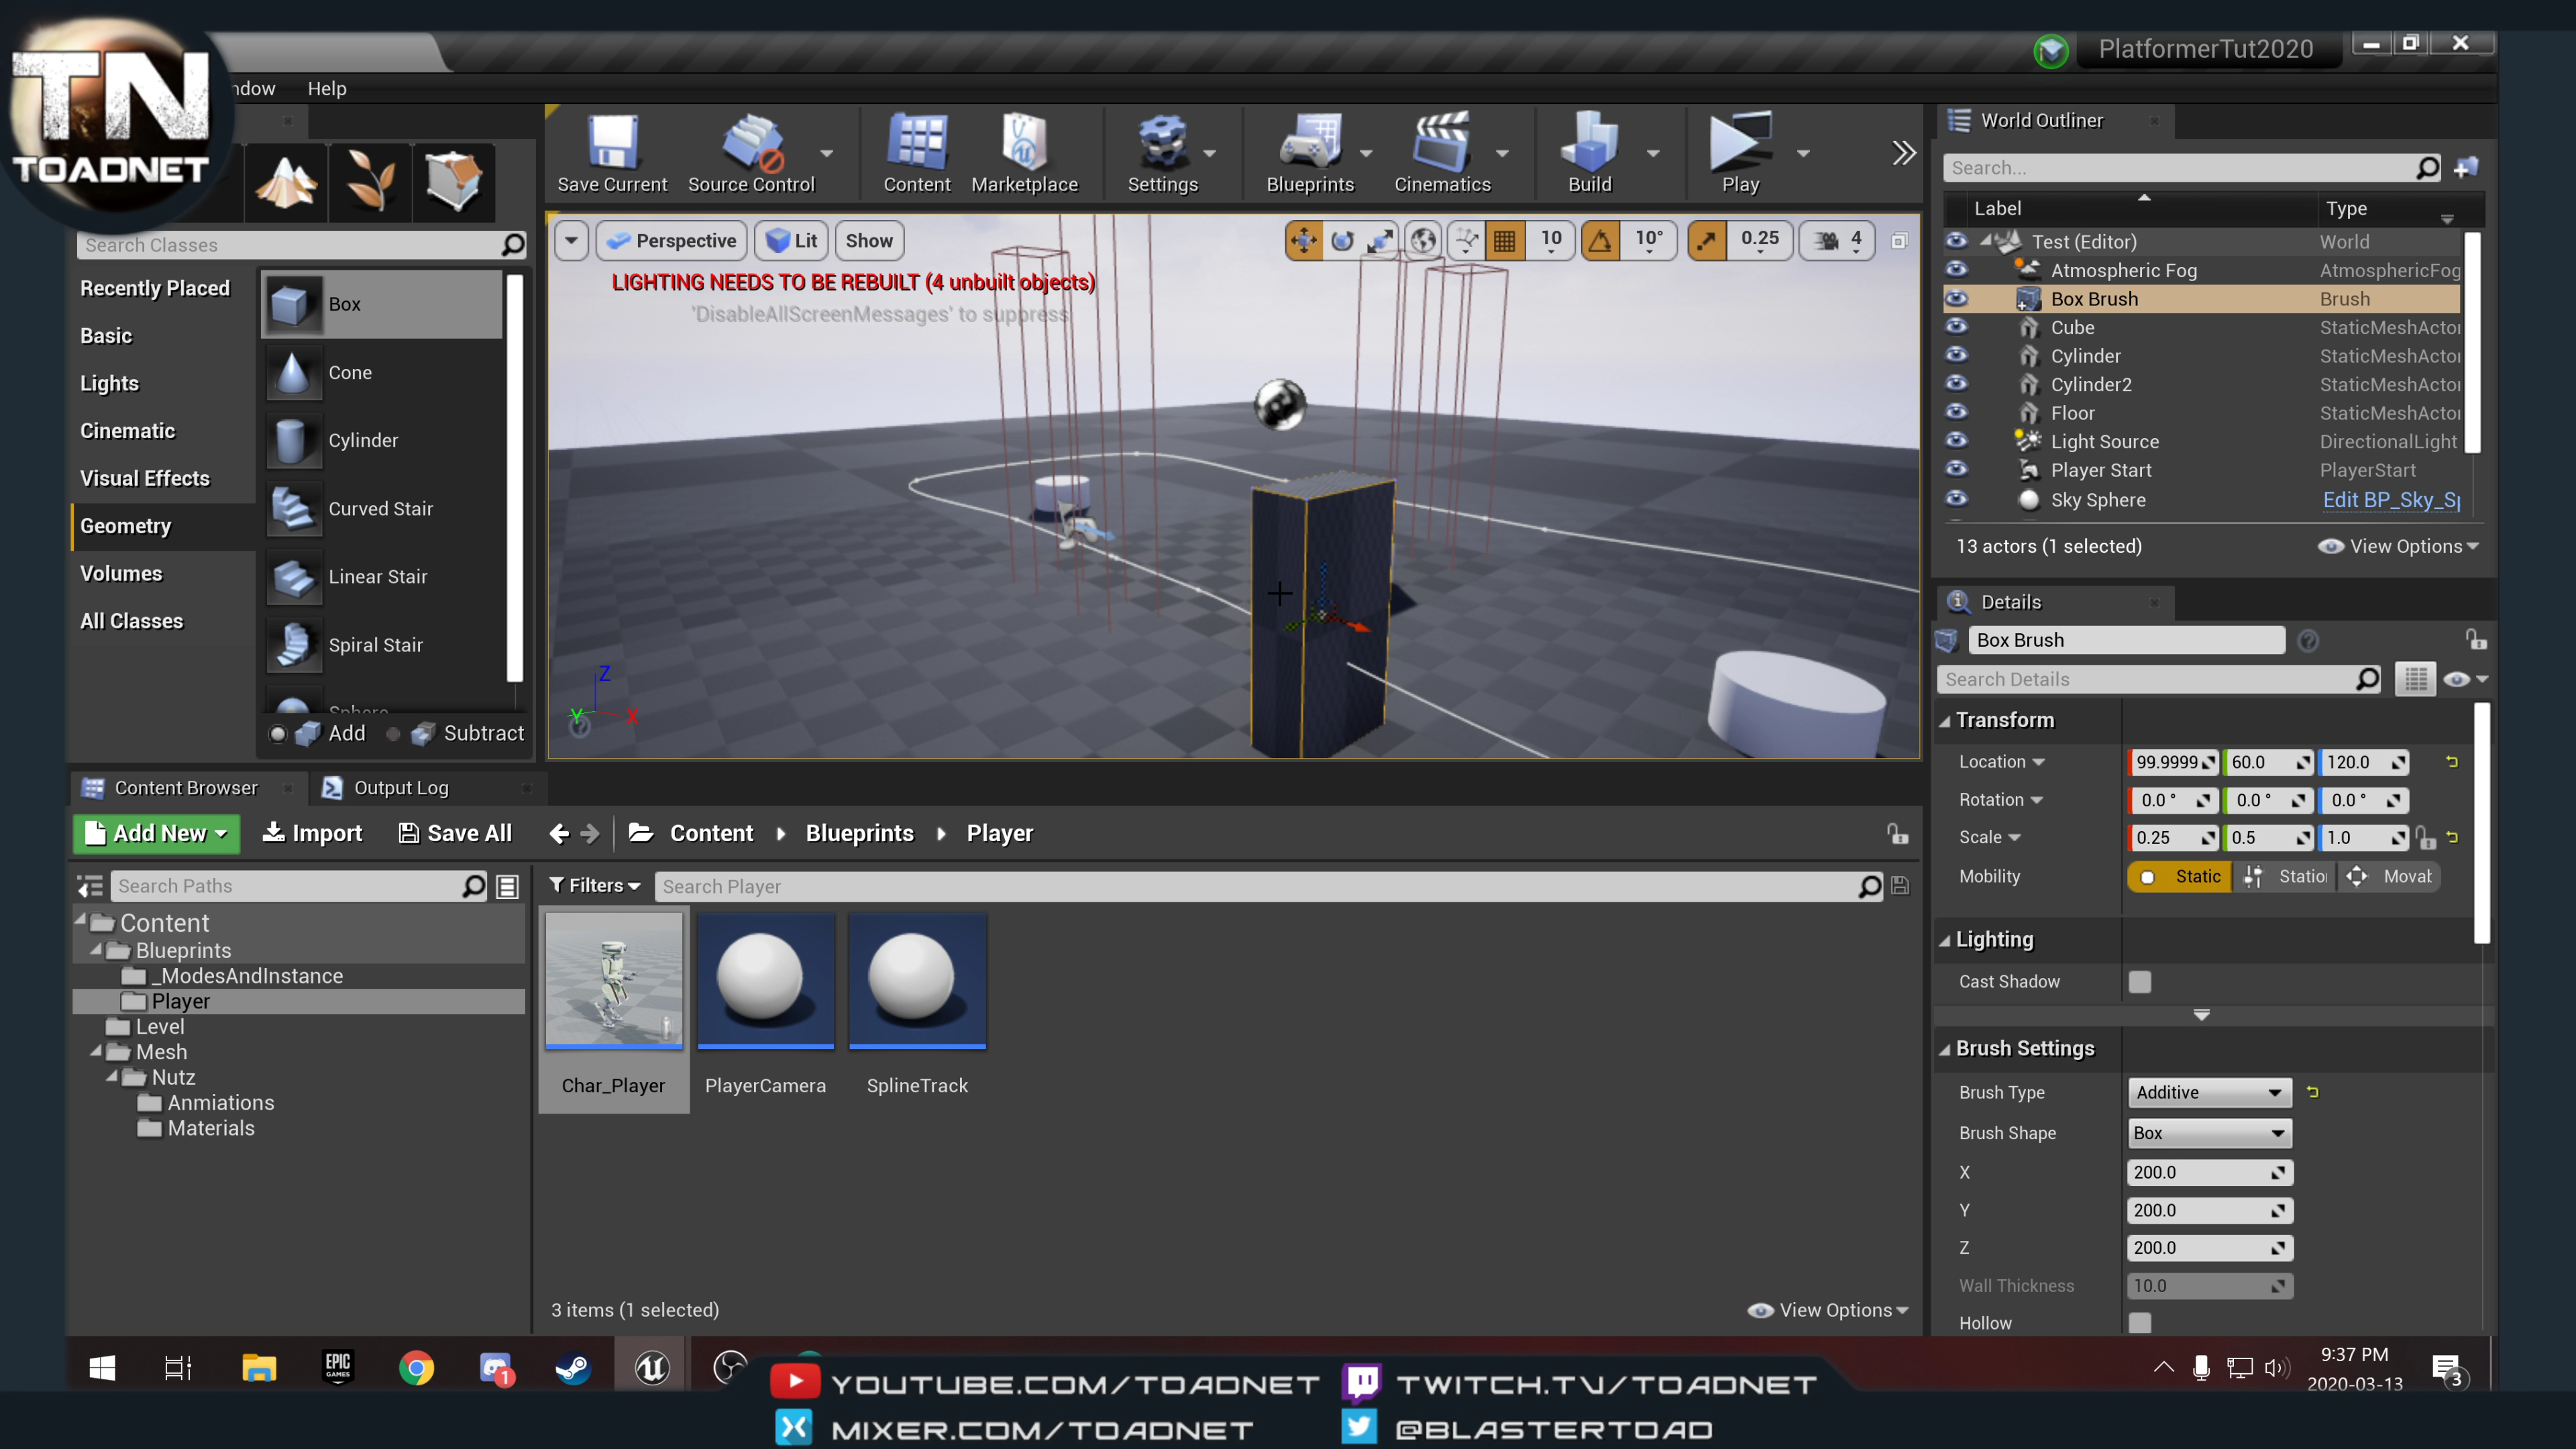 TN
TOADNET
PlatformerTut2020
ndow
Help
Search Classes
Recently Placed
Basic
Lights
Cinematic
Visual Effects
Geometry
Volumes
All Classes
Box
Cone
Cylinder
Curved Stair
Linear Stair
Spiral Stair
Sphere
Add
Subtract
Save Current
Source Control
Content
Marketplace
Settings
Blueprints
Cinematics
Build
Play
Perspective
Lit
Show
10
10°
0.25
4
LIGHTING NEEDS TO BE REBUILT (4 unbuilt objects)
'DisableAllScreenMessages' to suppress
Z
Y
X
World Outliner
Search...
Label
Type
Test (Editor)
World
Atmospheric Fog
AtmosphericFog
Box Brush
Brush
Cube
StaticMeshActor
Cylinder
StaticMeshActor
Cylinder2
StaticMeshActor
Floor
StaticMeshActor
Light Source
DirectionalLight
Player Start
PlayerStart
Sky Sphere
Edit BP_Sky_Sp
13 actors (1 selected)
View Options
Details
Box Brush
Search Details
Transform
Location
99.9999
60.0
120.0
Rotation
0.0 °
0.0 °
0.0 °
Scale
0.25
0.5
1.0
Mobility
Static
Statio
Movab
Lighting
Cast Shadow
Brush Settings
Brush Type
Additive
Brush Shape
Box
X
200.0
Y
200.0
Z
200.0
Wall Thickness
10.0
Hollow
Content Browser
Output Log
Add New
Import
Save All
Content
Blueprints
Player
Search Paths
Filters
Search Player
Content
Blueprints
_ModesAndInstance
Player
Level
Mesh
Nutz
Anmiations
Materials
Char_Player
PlayerCamera
SplineTrack
3 items (1 selected)
View Options
EPIC
GAMES
1
YOUTUBE.COM/TOADNET
TWITCH.TV/TOADNET
MIXER.COM/TOADNET
@BLASTERTOAD
9:37 PM
2020-03-13
3